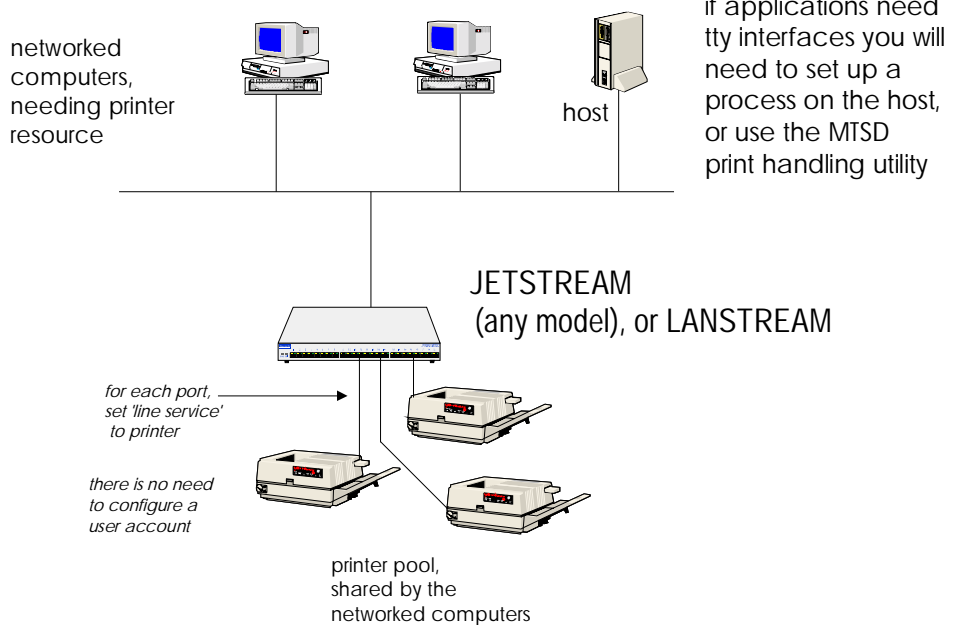 networked
computers,
needing printer
resource
host
if applications need
tty interfaces you will
need to set up a
process on the host,
or use the MTSD
print handling utility
JETSTREAM
(any model), or LANSTREAM
for each port,
set 'line service'
to printer
there is no need
to configure a
user account
printer pool,
shared by the
networked computers